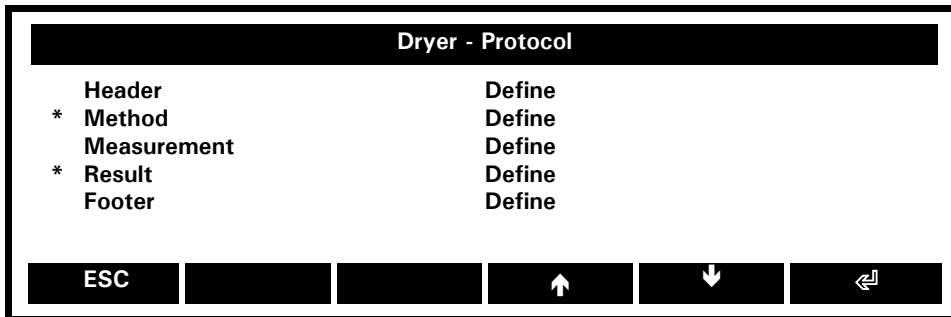 Dryer - Protocol
Header Define
* Method Define
Measurement Define
* Result Define
Footer Define
ESC ↑ ↓ ↵